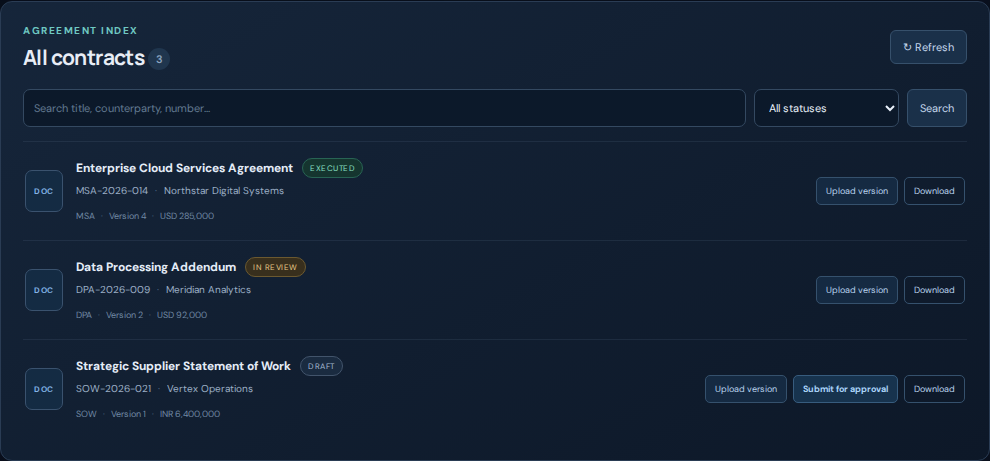 AGREEMENT INDEX
All contracts 3
↻ Refresh
Search title, counterparty, number...
All statuses
Search
DOC
Enterprise Cloud Services Agreement EXECUTED
MSA-2026-014 · Northstar Digital Systems
MSA · Version 4 · USD 285,000
Upload version Download
DOC
Data Processing Addendum IN REVIEW
DPA-2026-009 · Meridian Analytics
DPA · Version 2 · USD 92,000
Upload version Download
DOC
Strategic Supplier Statement of Work DRAFT
SOW-2026-021 · Vertex Operations
SOW · Version 1 · INR 6,400,000
Upload version Submit for approval Download